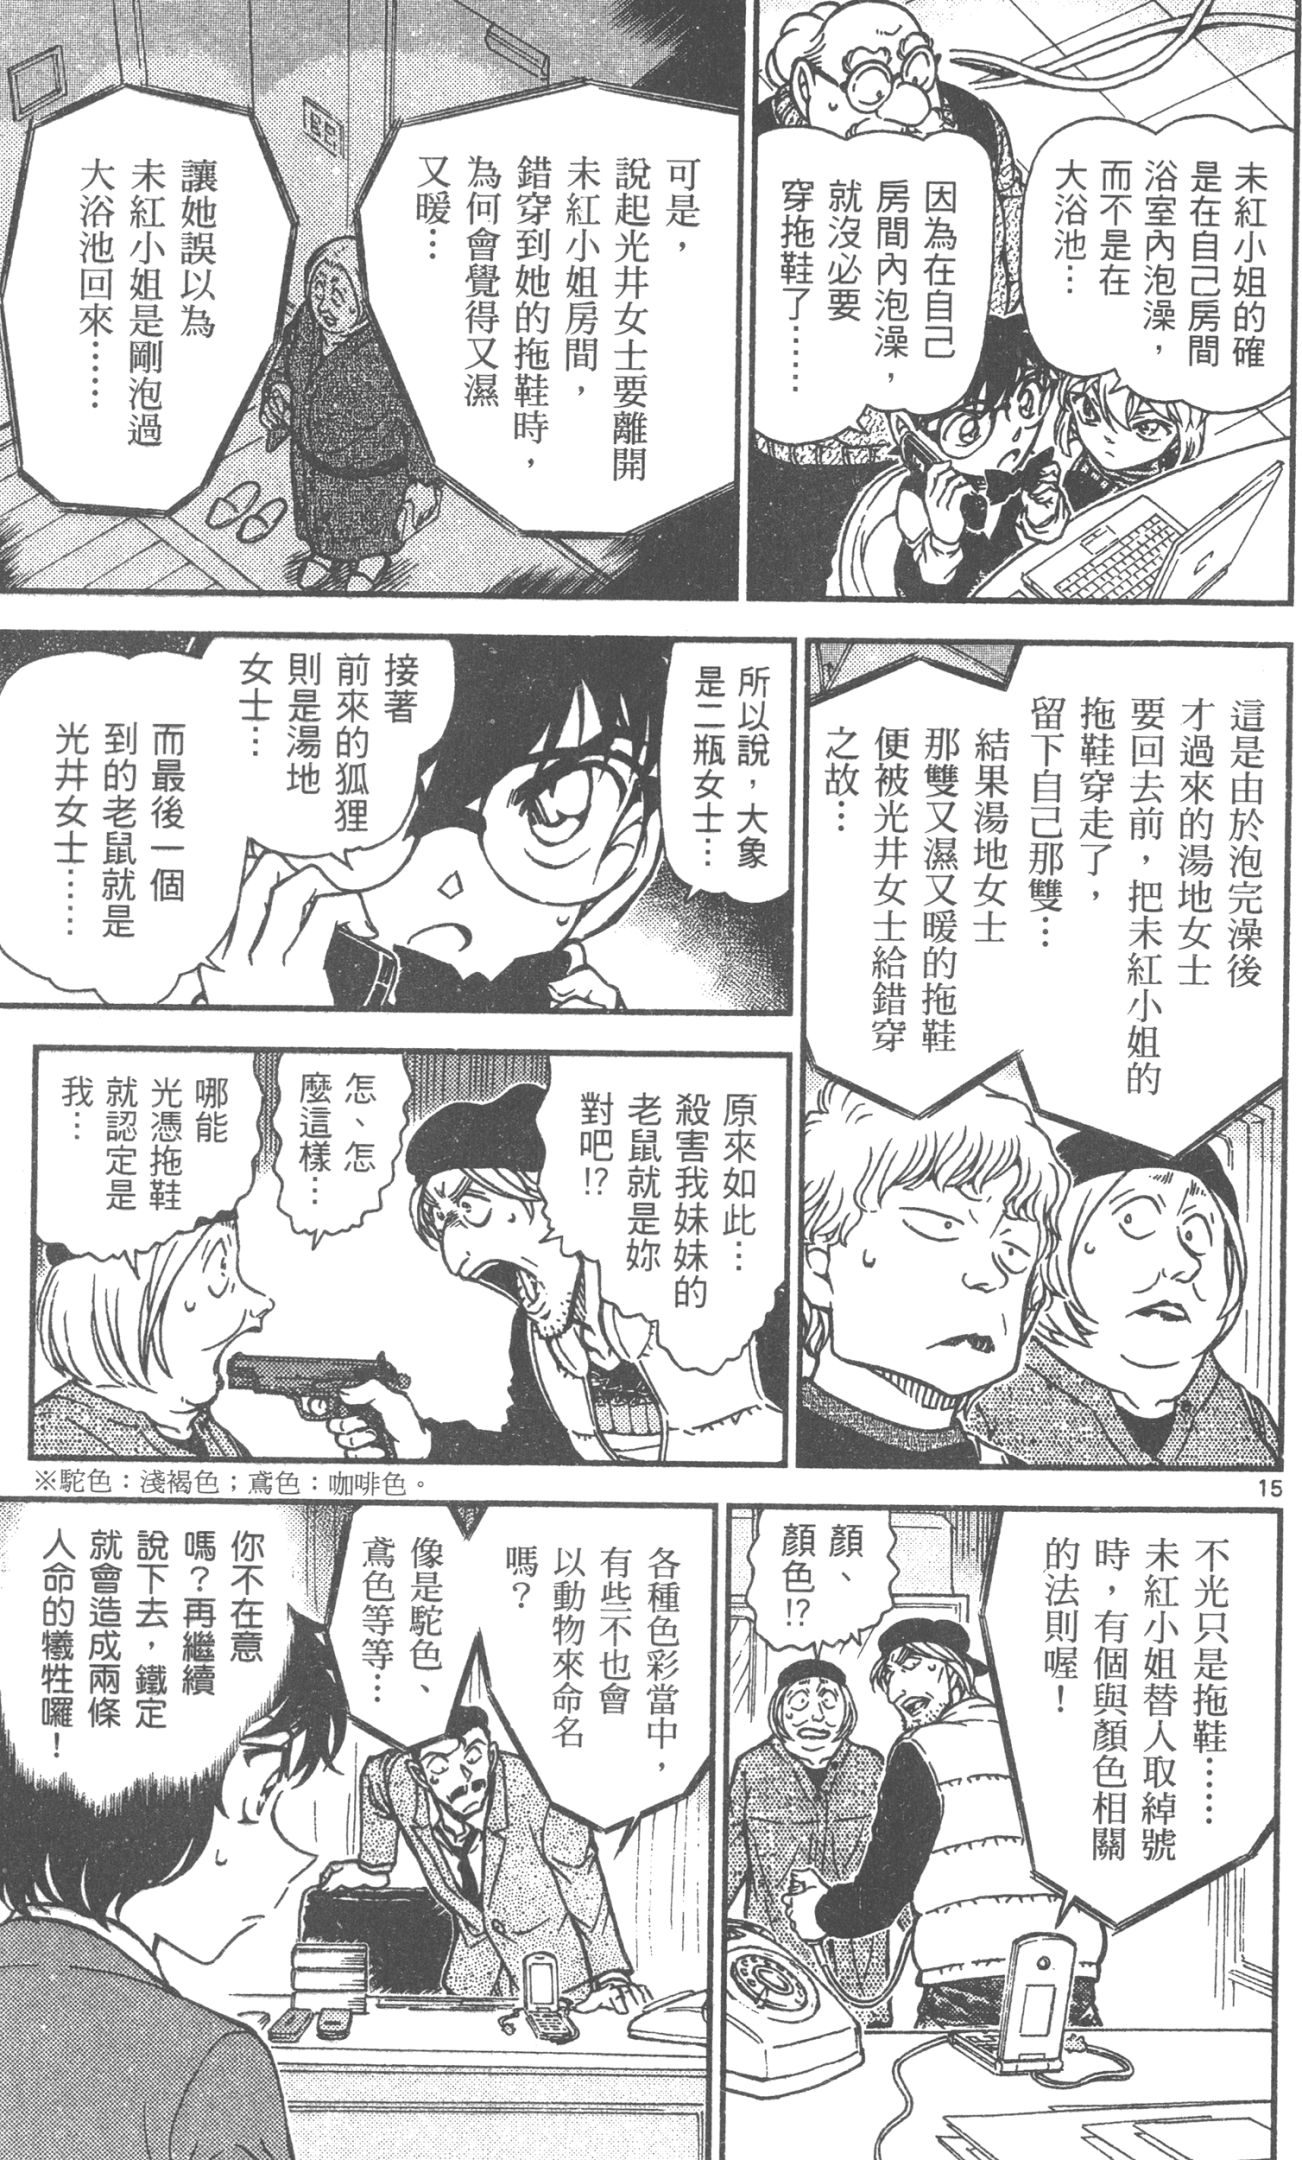 未紅小姐的確
是在自己房間
浴室內泡澡，
而不是在
大浴池…
因為在自己
房間內泡澡，
就沒必要
穿拖鞋了……
可是，
說起光井女士要離開
未紅小姐房間，
錯穿到她的拖鞋時，
為何會覺得又濕
又暖…
讓她誤以為
未紅小姐是剛泡過
大浴池回來……
這是由於泡完澡後
才過來的湯地女士
要回去前，把未紅小姐的
拖鞋穿走了，
留下自己那雙…
結果湯地女士
那雙又濕又暖的拖鞋
便被光井女士給錯穿
之故…
所以說，大象
是二瓶女士…
接著
前來的狐狸
則是湯地
女士…
而最後一個
到的老鼠就是
光井女士……
原來如此…
殺害我妹妹的
老鼠就是妳
對吧!?
怎、怎
麼這樣…
哪能
光憑拖鞋
就認定是
我…
※駝色：淺褐色；鳶色：咖啡色。
15
不光只是拖鞋……
未紅小姐替人取綽號
時，有個與顏色相關
的法則喔！
顏、
顏色!?
各種色彩當中，
有些不也會
以動物來命名
嗎？
像是駝色、
鳶色等等…
你不在意
嗎？再繼續
說下去，鐵定
就會造成兩條
人命的犧牲囉！